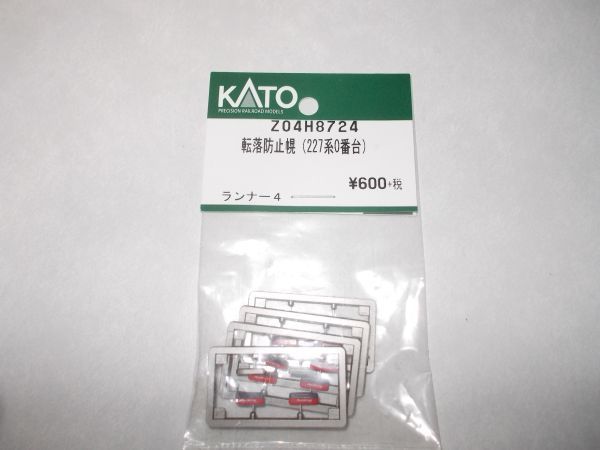 KATO
PRECISION RAILROAD MODELS
Z04H8724
転落防止幌 (227系0番台)
¥600+税
ランナー4